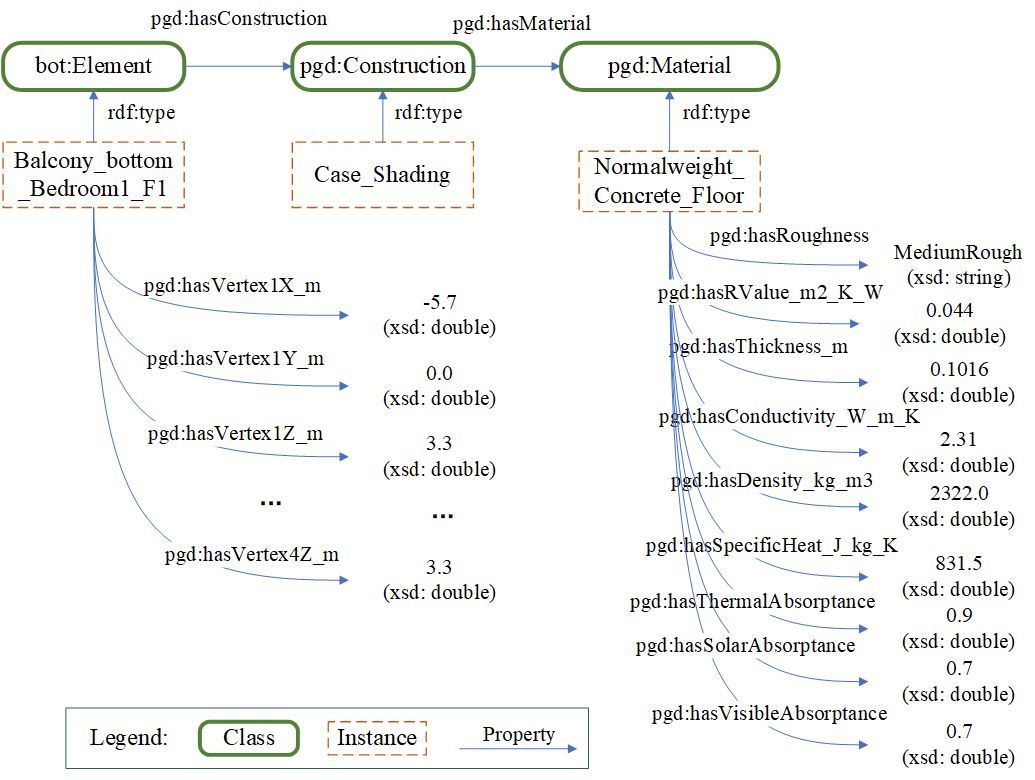 pgd:hasConstruction
pgd:hasMaterial
bot:Element
pgd:Construction
pgd:Material
rdf:type
rdf:type
rdf:type
Balcony_bottom
_Bedroom1_F1
Case_Shading
Normalweight_
Concrete_Floor
pgd:hasVertex1X_m
-5.7
(xsd: double)
pgd:hasVertex1Y_m
0.0
(xsd: double)
pgd:hasVertex1Z_m
3.3
(xsd: double)
...
...
pgd:hasVertex4Z_m
3.3
(xsd: double)
pgd:hasRoughness
MediumRough
(xsd: string)
pgd:hasRValue_m2_K_W
0.044
(xsd: double)
pgd:hasThickness_m
0.1016
(xsd: double)
pgd:hasConductivity_W_m_K
2.31
(xsd: double)
pgd:hasDensity_kg_m3
2322.0
(xsd: double)
pgd:hasSpecificHeat_J_kg_K
831.5
(xsd: double)
pgd:hasThermalAbsorptance
0.9
(xsd: double)
pgd:hasSolarAbsorptance
0.7
(xsd: double)
pgd:hasVisibleAbsorptance
0.7
(xsd: double)
Legend:
Class
Instance
Property